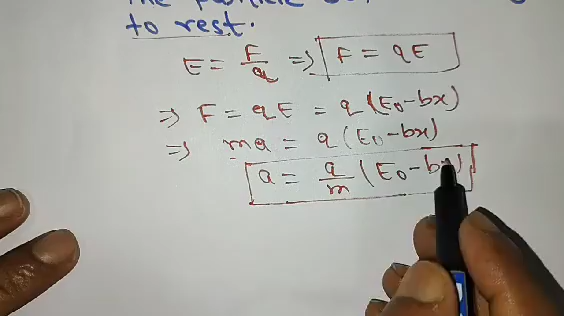 to rest.
E = F/q ⇒ F = qE
⇒ F = qE = q(E₀-bx)
⇒ ma = q(E₀-bx)
a = q/m (E₀-bx)